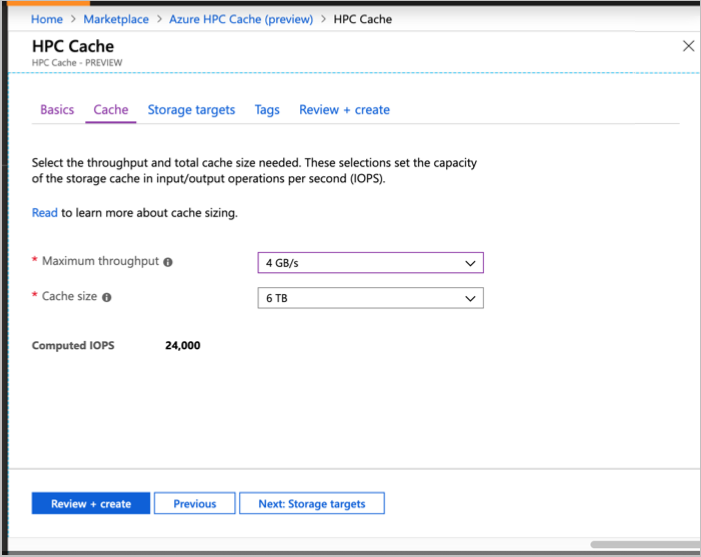 Home > Marketplace > Azure HPC Cache (preview) > HPC Cache
HPC Cache
HPC Cache - PREVIEW
Basics Cache Storage targets Tags Review + create
Select the throughput and total cache size needed. These selections set the capacity
of the storage cache in input/output operations per second (IOPS).
Read to learn more about cache sizing.
* Maximum throughput 4 GB/s
* Cache size 6 TB
Computed IOPS 24,000
Review + create Previous Next: Storage targets